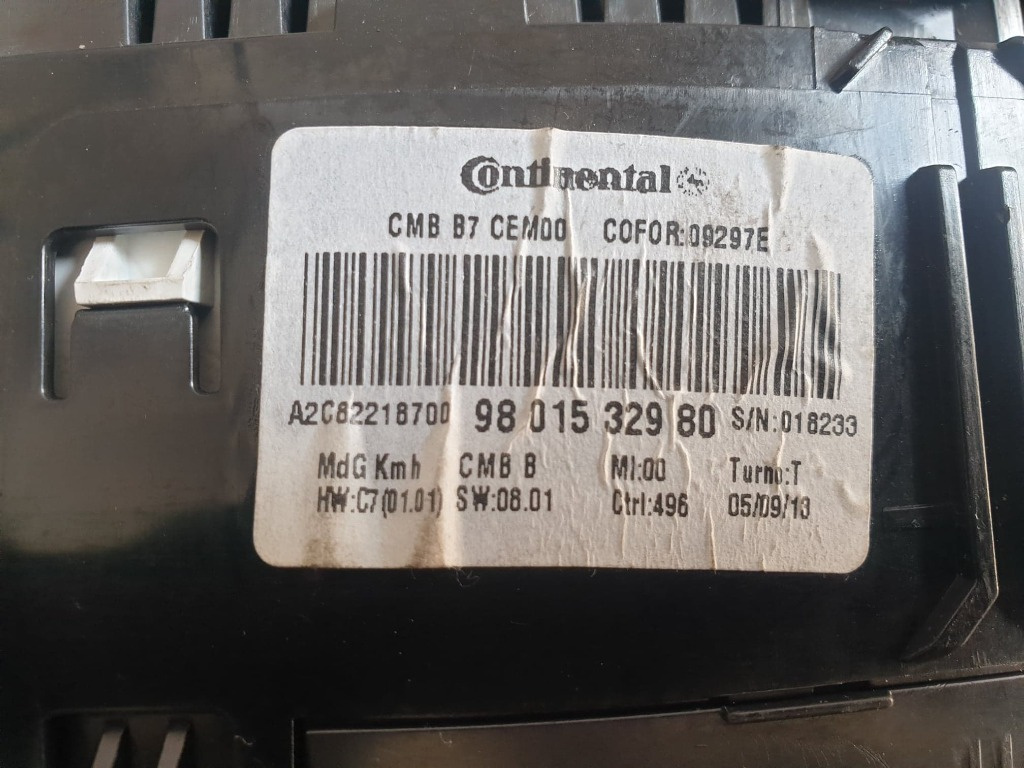 Continental
CMB B7 CEM00 COFOR:09297E
A2C82218700 98 015 329 80 S/N:018233
MdG Kmh CMB B MI:00 Turno:T
HW:C7(01.01) SW:08.01 Ctrl:496 05/09/13